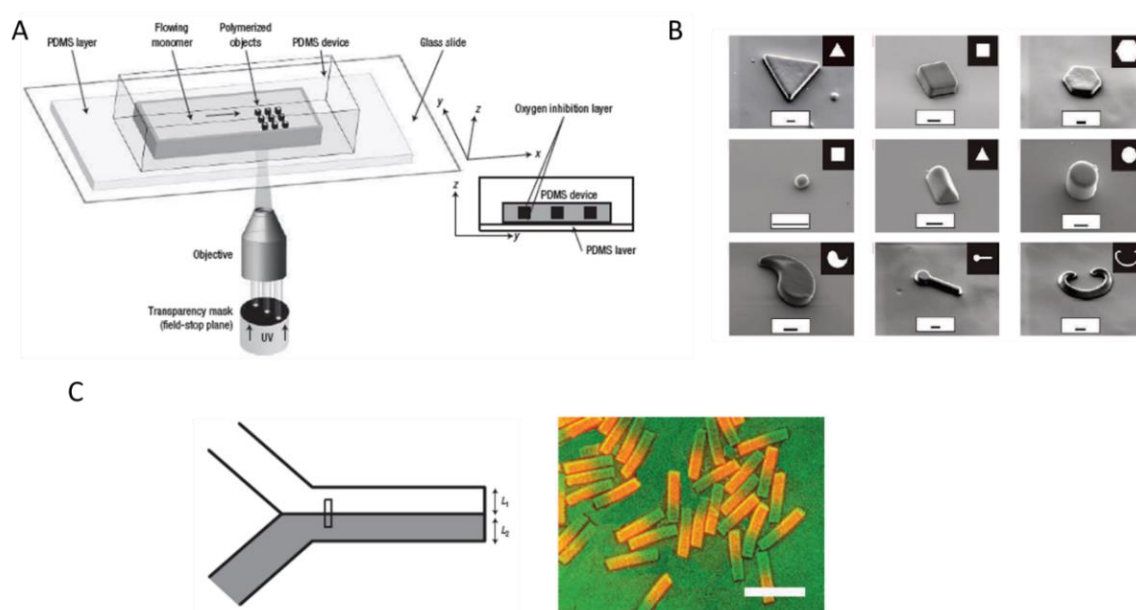 A
PDMS layer
Flowing
monomer
Polymerized
objects
PDMS device
Glass slide
y
z
x
Oxygen inhibition layer
z
PDMS device
y
PDMS layer
Objective
Transparency mask
(field-stop plane)
UV
B
C
L₁
L₂